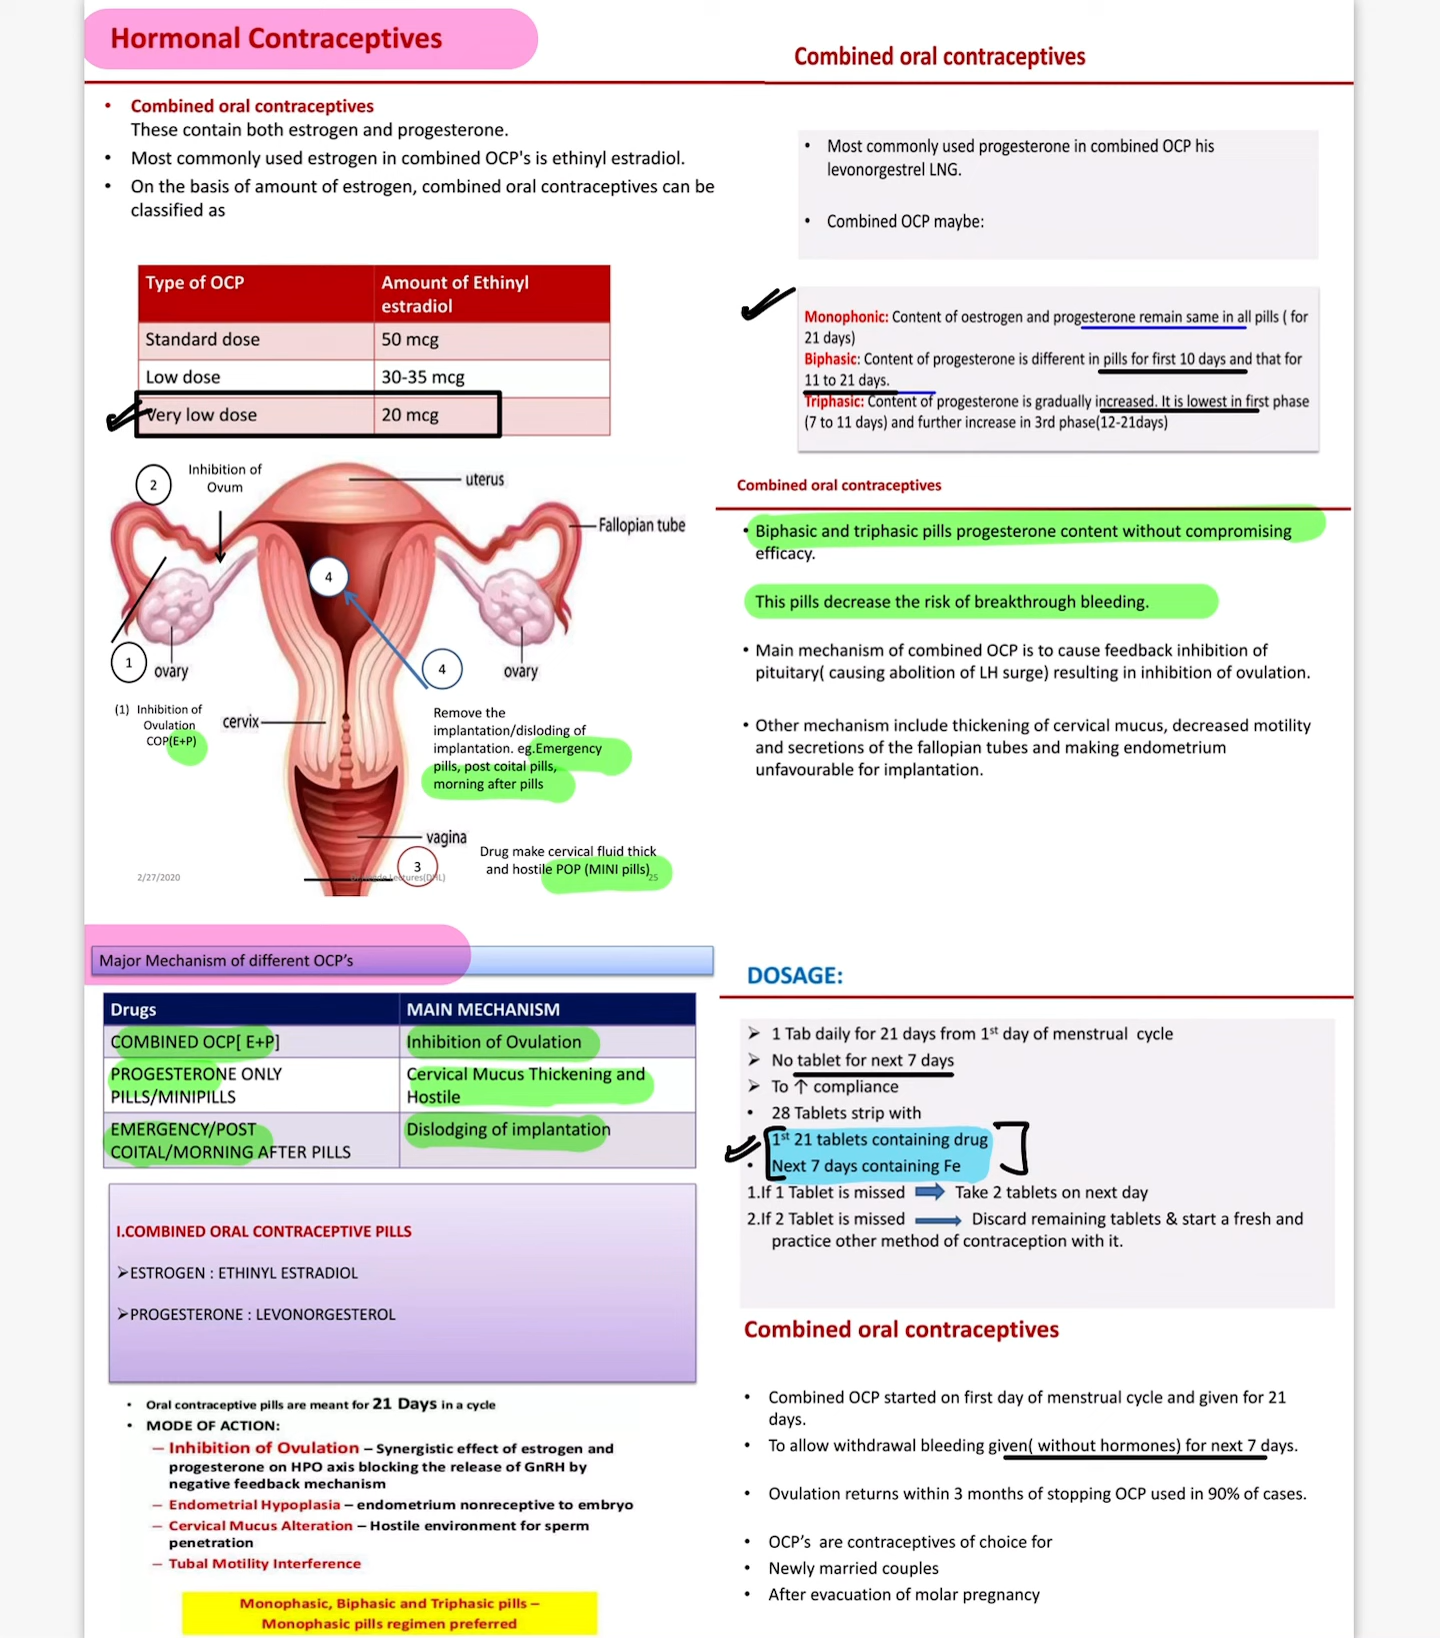 Hormonal Contraceptives
• Combined oral contraceptives
These contain both estrogen and progesterone.
• Most commonly used estrogen in combined OCP's is ethinyl estradiol.
• On the basis of amount of estrogen, combined oral contraceptives can be
classified as
Type of OCP Amount of Ethinyl
estradiol
Standard dose 50 mcg
Low dose 30-35 mcg
Very low dose 20 mcg
2
Inhibition of
Ovum
uterus
Fallopian tube
4
1
ovary
4
ovary
(1) Inhibition of
Ovulation
COP(E+P)
cervix
Remove the
implantation/disloding of
implantation. eg.Emergency
pills, post coital pills,
morning after pills
vagina
3
Drug make cervical fluid thick
and hostile POP (MINI pills)
2/27/2020
25
Combined oral contraceptives
• Most commonly used progesterone in combined OCP his
levonorgestrel LNG.
• Combined OCP maybe:
Monophonic: Content of oestrogen and progesterone remain same in all pills ( for
21 days)
Biphasic: Content of progesterone is different in pills for first 10 days and that for
11 to 21 days.
Triphasic: Content of progesterone is gradually increased. It is lowest in first phase
(7 to 11 days) and further increase in 3rd phase(12-21days)
Combined oral contraceptives
• Biphasic and triphasic pills progesterone content without compromising
efficacy.
This pills decrease the risk of breakthrough bleeding.
• Main mechanism of combined OCP is to cause feedback inhibition of
pituitary( causing abolition of LH surge) resulting in inhibition of ovulation.
• Other mechanism include thickening of cervical mucus, decreased motility
and secretions of the fallopian tubes and making endometrium
unfavourable for implantation.
Major Mechanism of different OCP's
Drugs MAIN MECHANISM
COMBINED OCP[ E+P] Inhibition of Ovulation
PROGESTERONE ONLY Cervical Mucus Thickening and
PILLS/MINIPILLS Hostile
EMERGENCY/POST Dislodging of implantation
COITAL/MORNING AFTER PILLS
I.COMBINED ORAL CONTRACEPTIVE PILLS
➢ESTROGEN : ETHINYL ESTRADIOL
➢PROGESTERONE : LEVONORGESTEROL
• Oral contraceptive pills are meant for 21 Days in a cycle
• MODE OF ACTION:
– Inhibition of Ovulation – Synergistic effect of estrogen and
progesterone on HPO axis blocking the release of GnRH by
negative feedback mechanism
– Endometrial Hypoplasia – endometrium nonreceptive to embryo
– Cervical Mucus Alteration – Hostile environment for sperm
penetration
– Tubal Motility Interference
Monophasic, Biphasic and Triphasic pills –
Monophasic pills regimen preferred
DOSAGE:
➢ 1 Tab daily for 21 days from 1st day of menstrual cycle
➢ No tablet for next 7 days
➢ To ↑ compliance
• 28 Tablets strip with
1st 21 tablets containing drug
• Next 7 days containing Fe
1.If 1 Tablet is missed → Take 2 tablets on next day
2.If 2 Tablet is missed → Discard remaining tablets & start a fresh and
practice other method of contraception with it.
Combined oral contraceptives
• Combined OCP started on first day of menstrual cycle and given for 21
days.
• To allow withdrawal bleeding given( without hormones) for next 7 days.
• Ovulation returns within 3 months of stopping OCP used in 90% of cases.
• OCP's are contraceptives of choice for
• Newly married couples
• After evacuation of molar pregnancy